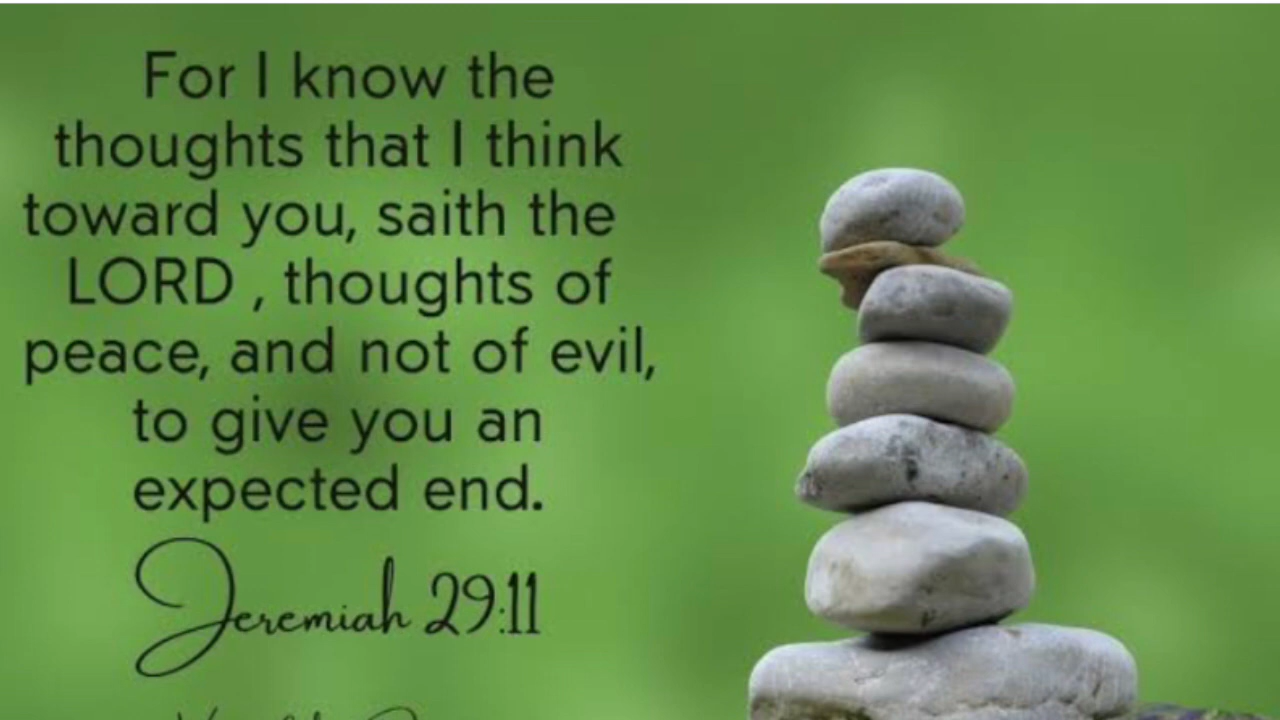 For I know the
thoughts that I think
toward you, saith the
LORD , thoughts of
peace, and not of evil,
to give you an
expected end.
Jeremiah 29:11